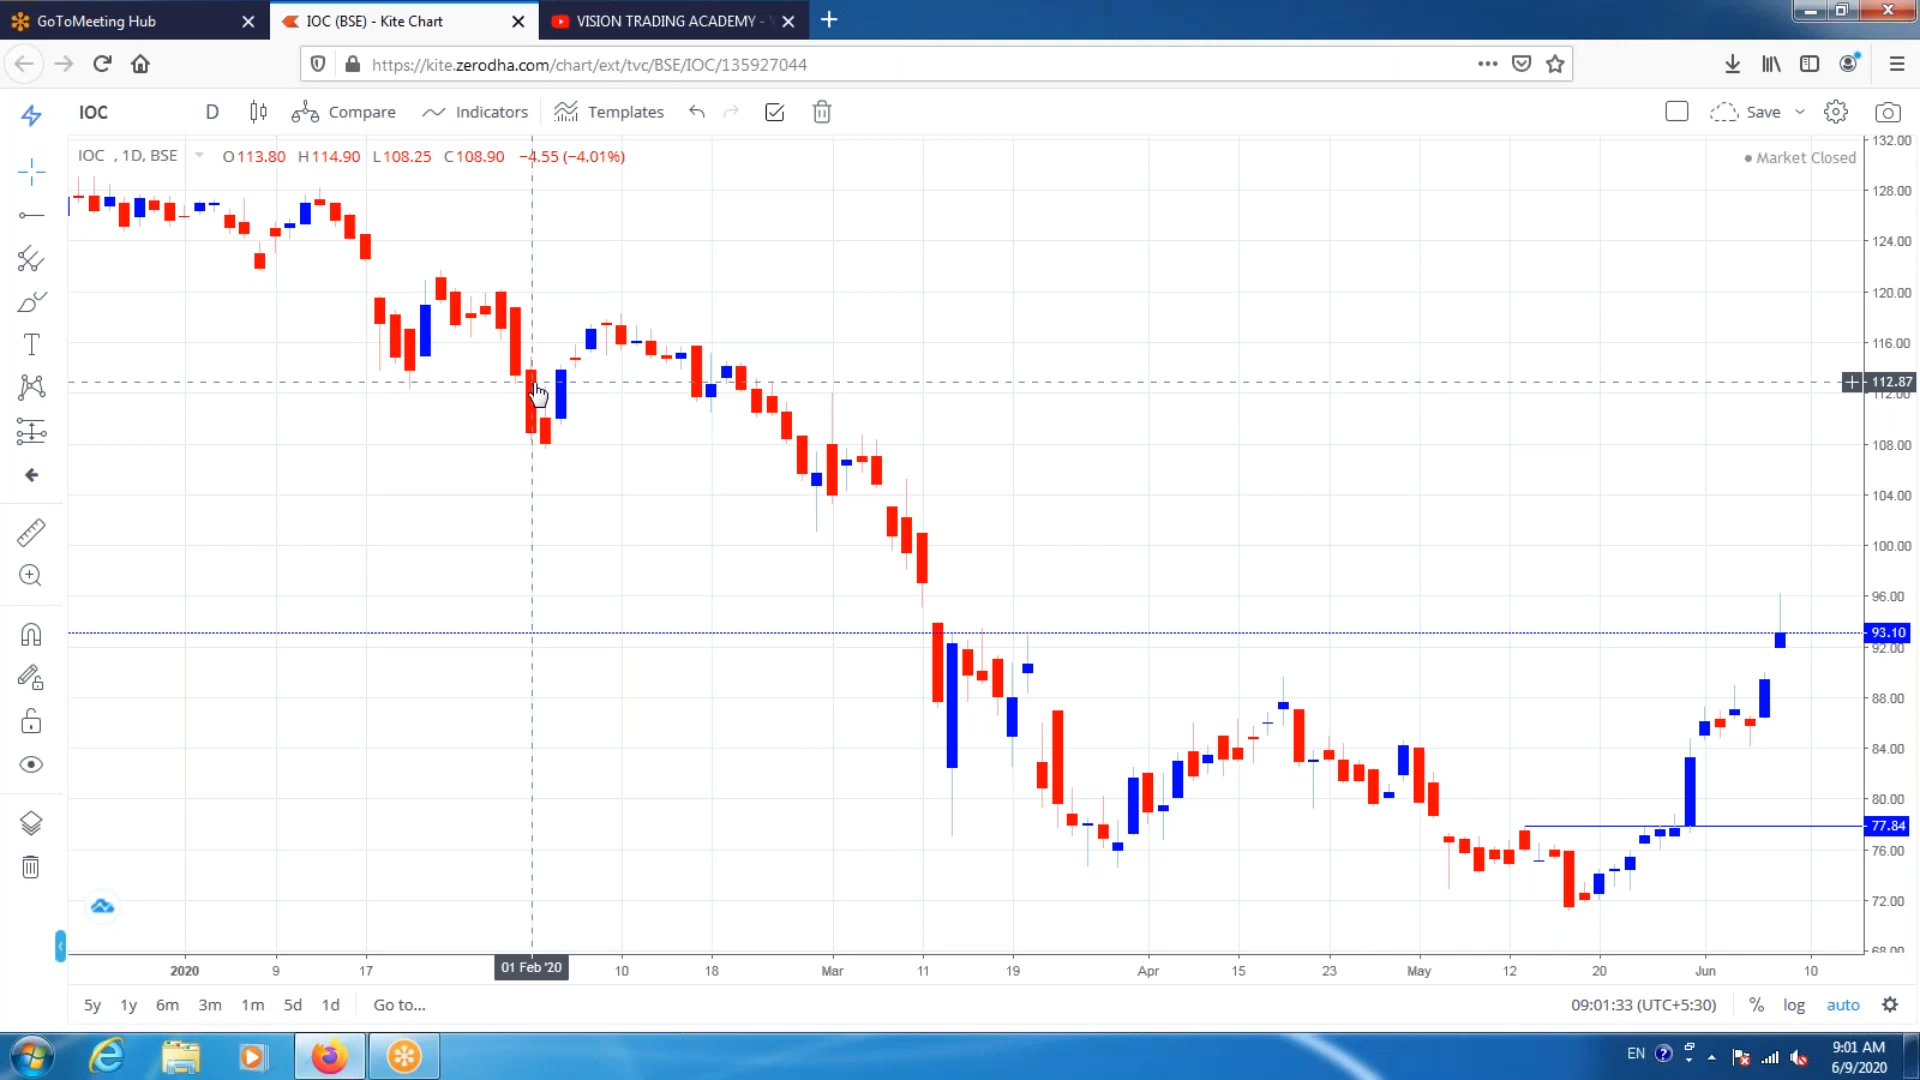 GoToMeeting Hub
IOC (BSE) - Kite Chart
VISION TRADING ACADEMY -
https://kite.zerodha.com/chart/ext/tvc/BSE/IOC/135927044
IOC D Compare Indicators Templates Save
IOC , 1D, BSE O113.80 H114.90 L108.25 C108.90 −4.55 (−4.01%)
Market Closed
132.00
128.00
124.00
120.00
116.00
112.87
112.00
108.00
104.00
100.00
96.00
93.10
92.00
88.00
84.00
80.00
77.84
76.00
72.00
68.00
2020 9 17 01 Feb '20 10 18 Mar 11 19 Apr 15 23 May 12 20 Jun 10
5y 1y 6m 3m 1m 5d 1d Go to... 09:01:33 (UTC+5:30) % log auto
EN
9:01 AM
6/9/2020